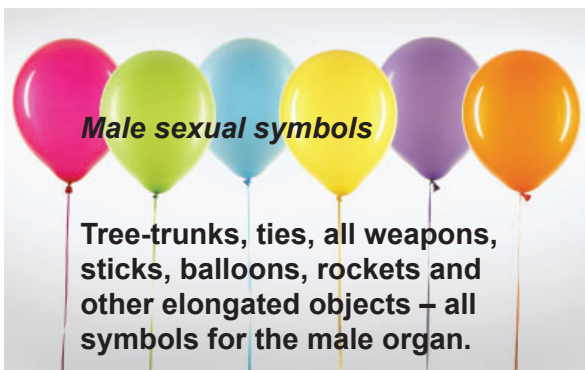 Male sexual symbols
Tree-trunks, ties, all weapons,
sticks, balloons, rockets and
other elongated objects – all
symbols for the male organ.